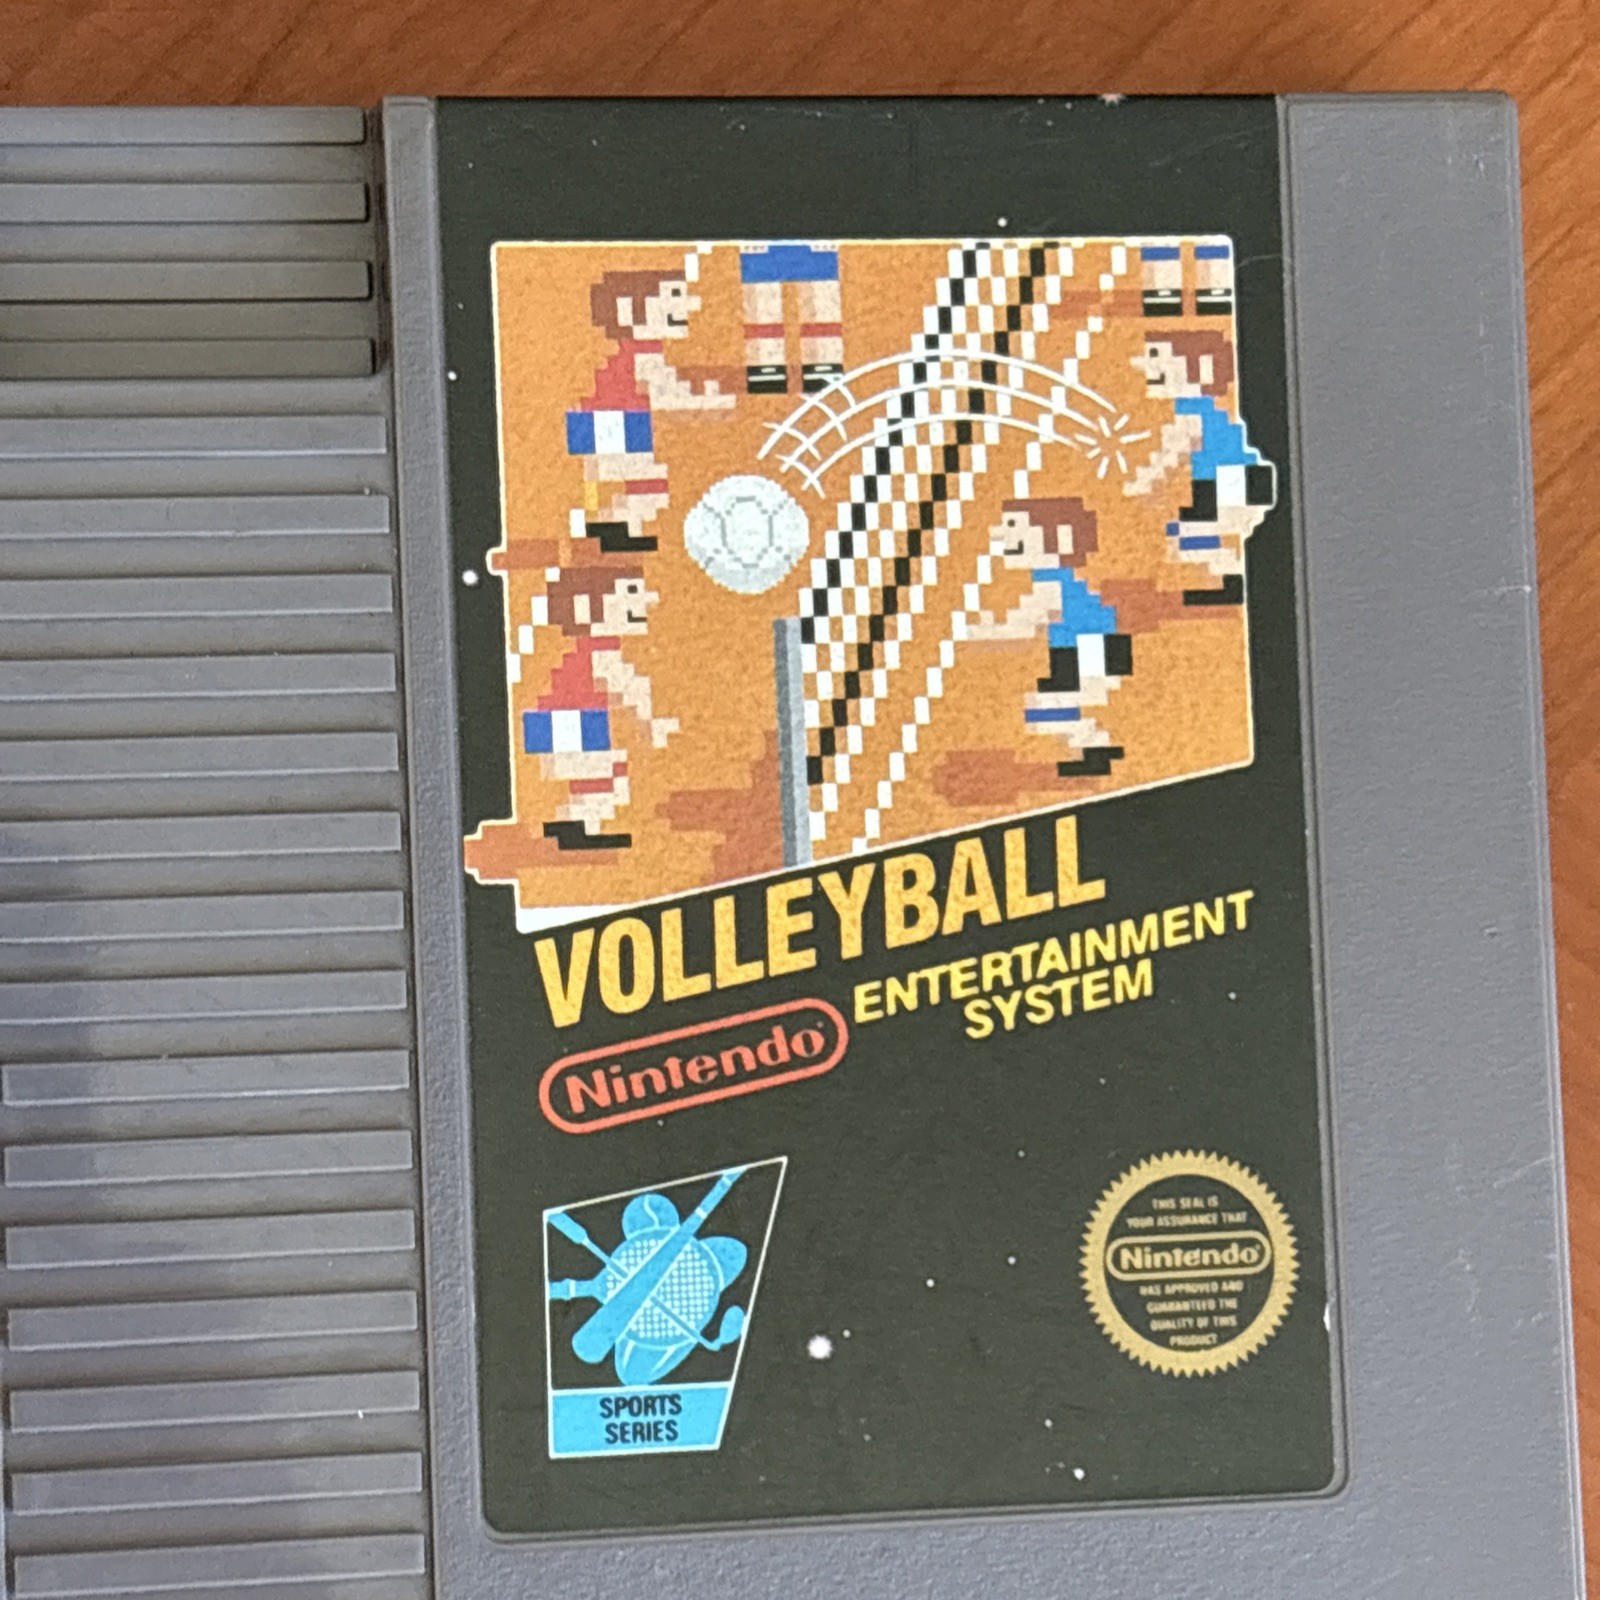 VOLLEYBALL
Nintendo
ENTERTAINMENT
SYSTEM
SPORTS
SERIES
THIS SEAL IS
YOUR ASSURANCE THAT
Nintendo
HAS APPROVED AND
GUARANTEED THE
QUALITY OF THIS
PRODUCT